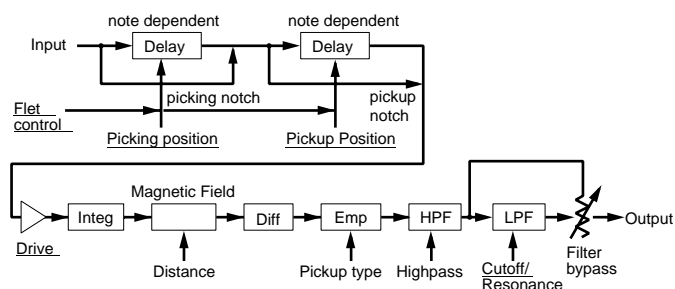 note dependent
note dependent
Input
Delay
Delay
picking notch
pickup
notch
Flet
control
Picking position
Pickup Position
Magnetic Field
Integ
Diff
Emp
HPF
LPF
Output
Drive
Distance
Pickup type
Highpass
Cutoff/
Resonance
Filter
bypass